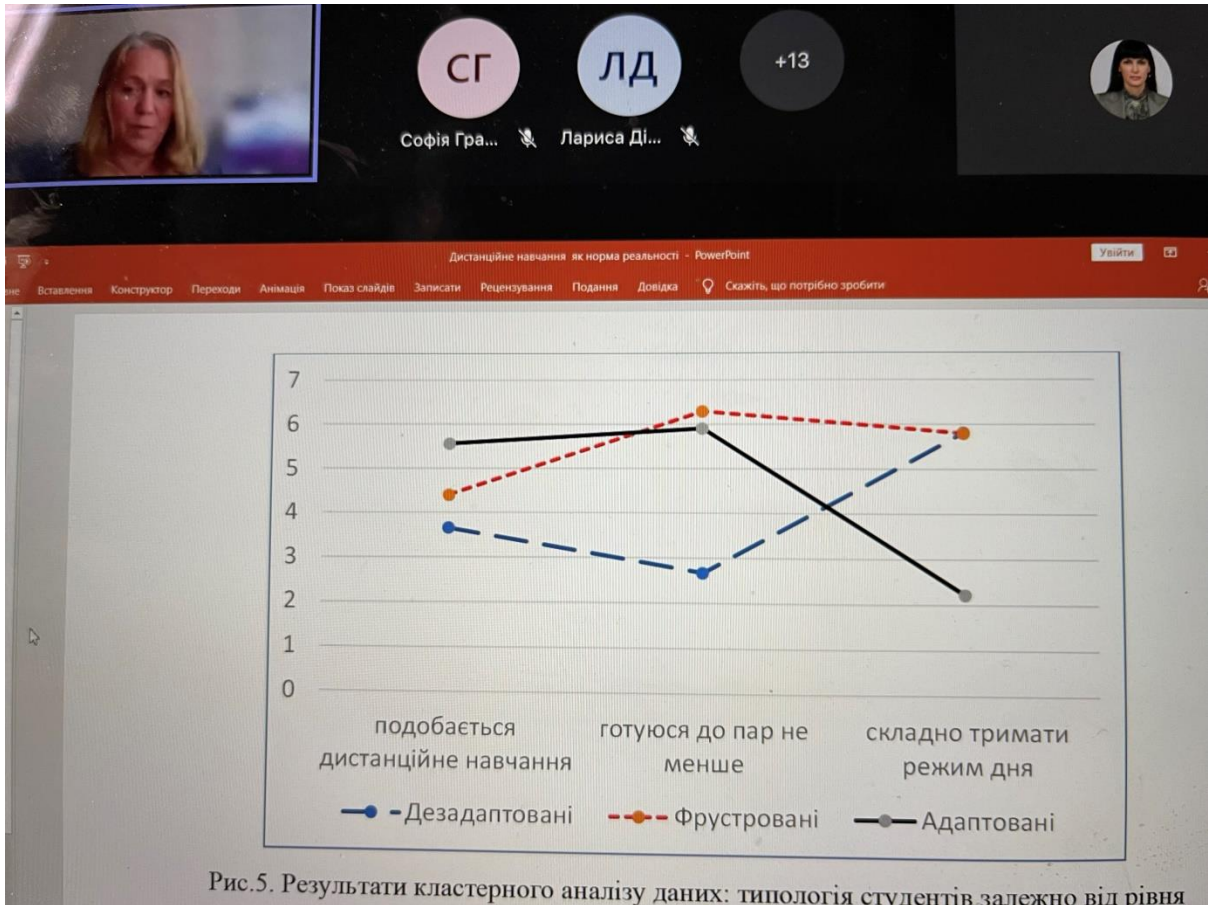 СГ
ЛД
+13
Софія Гра...
Лариса Ді...
Дистанційне навчання як норма реальності - PowerPoint
Увійти
Вставлення Конструктор Переходи Анімація Показ слайдів Записати Рецензування Подання Довідка Скажіть, що потрібно зробити
7
6
5
4
3
2
1
0
подобається
дистанційне навчання
готуюся до пар не
менше
складно тримати
режим дня
Дезадаптовані Фрустровані Адаптовані
Рис.5. Результати кластерного аналізу даних: типологія студентів залежно від рівня